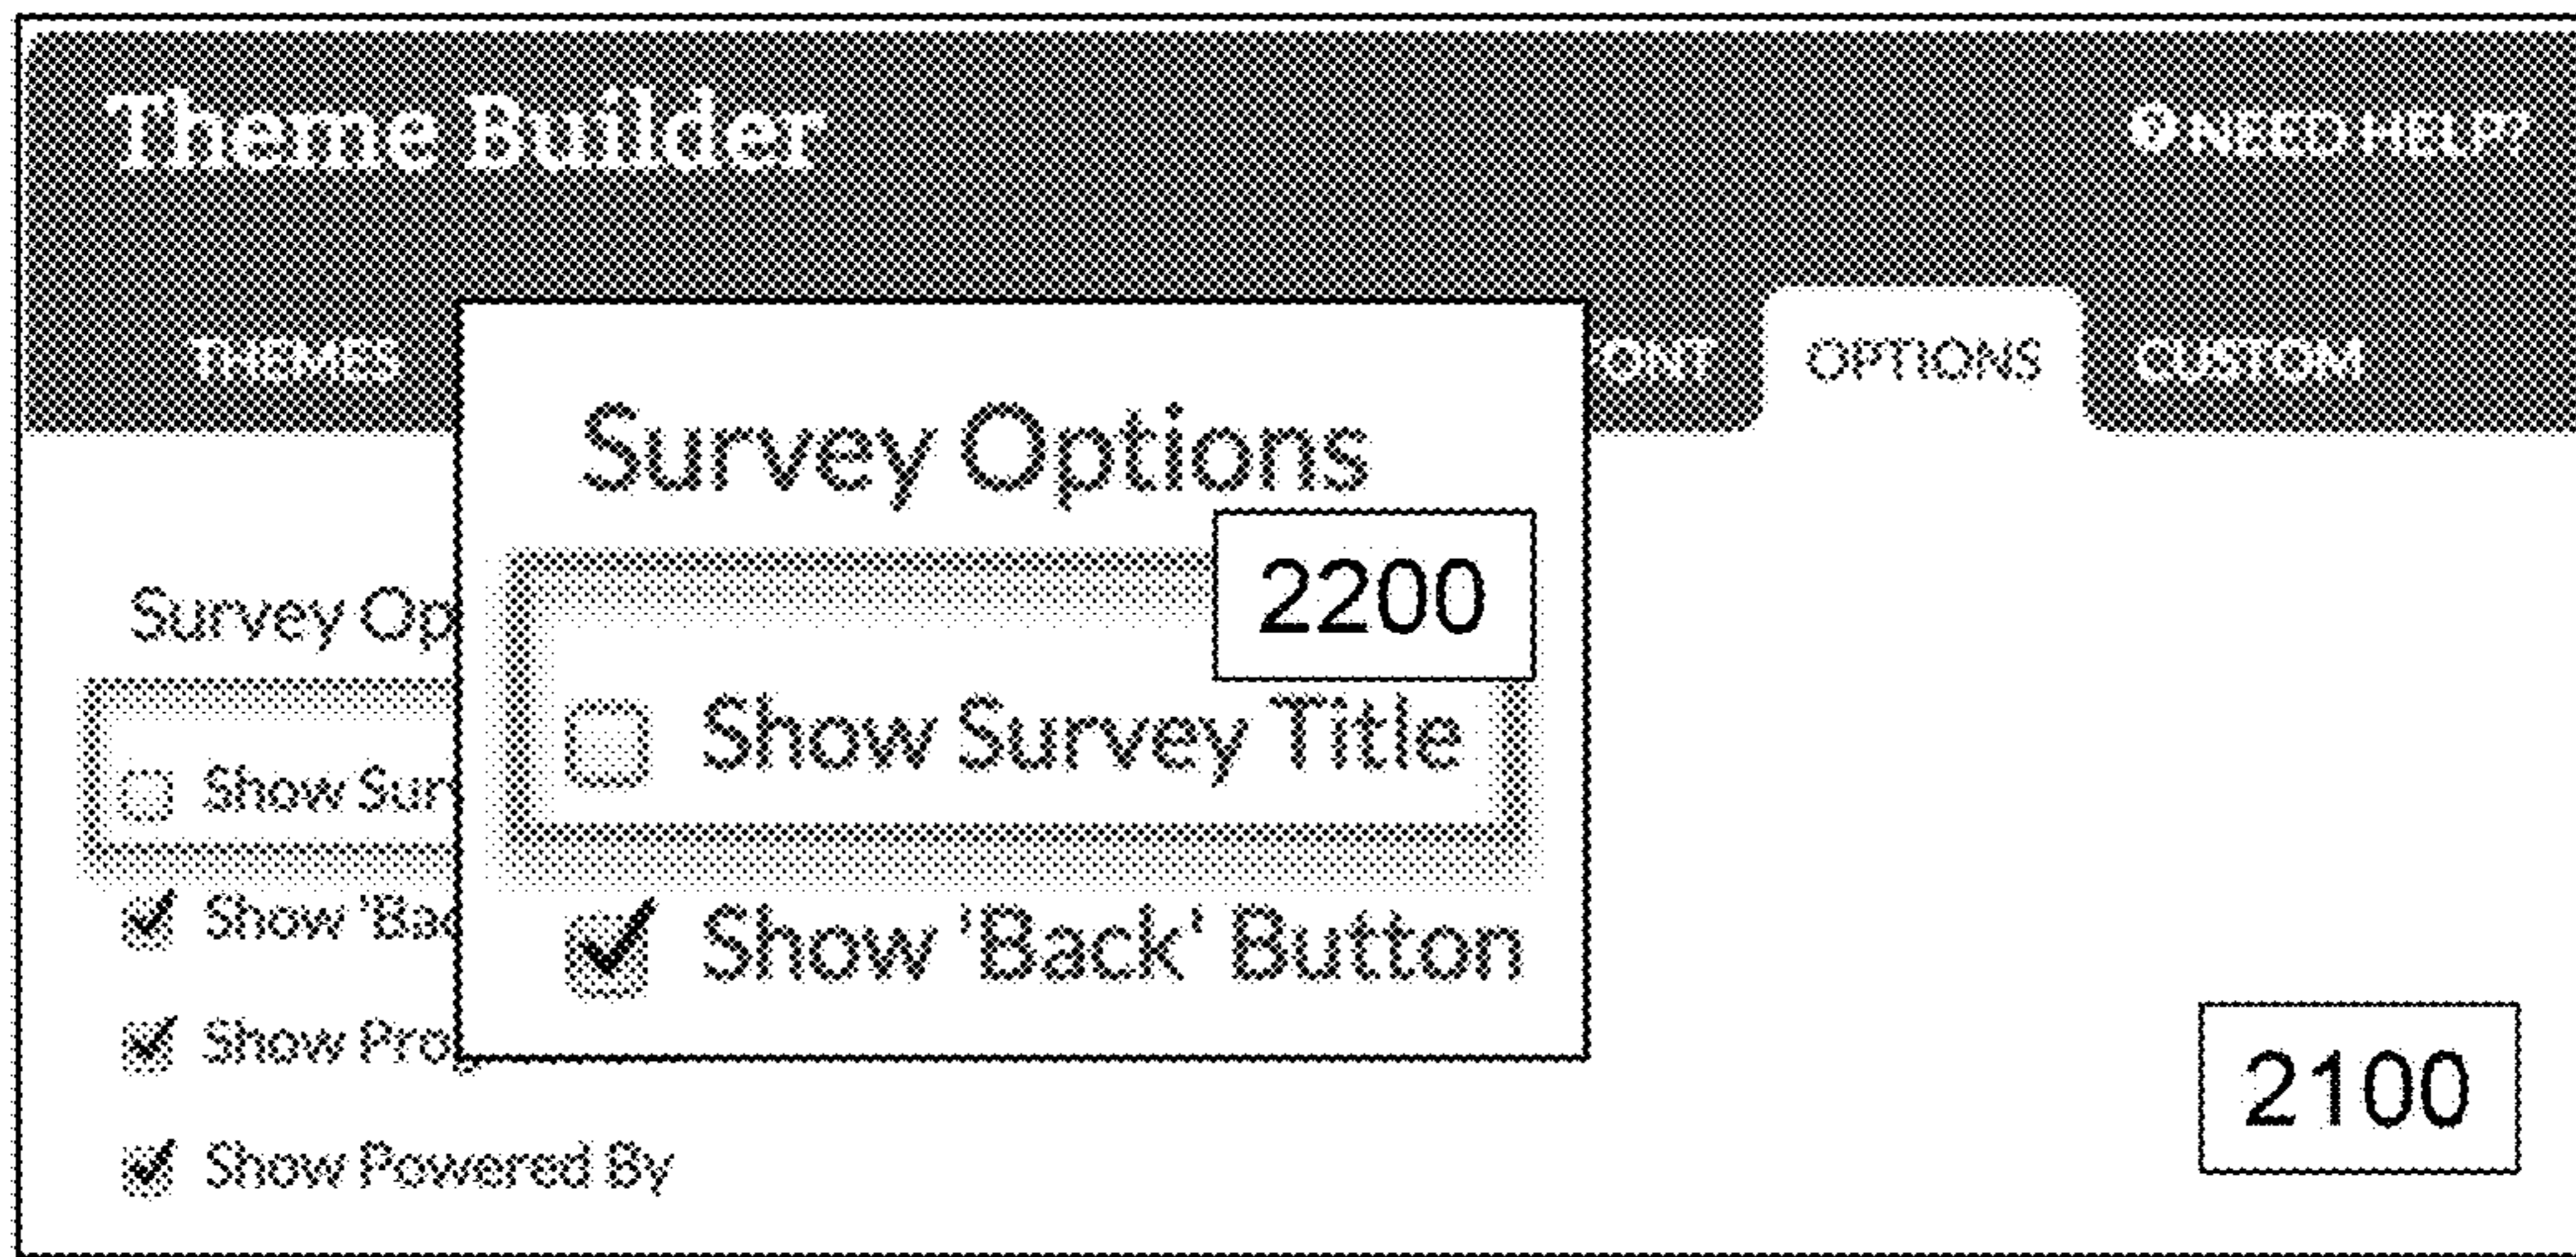 Theme Builder
NEED HELP?
THEMES
ONT
OPTIONS
CUSTOM
Survey Options
2200
Show Survey Title
Show 'Back' Button
Survey Op
Show Sur
Show 'Bac
Show Prog
Show Powered By
2100